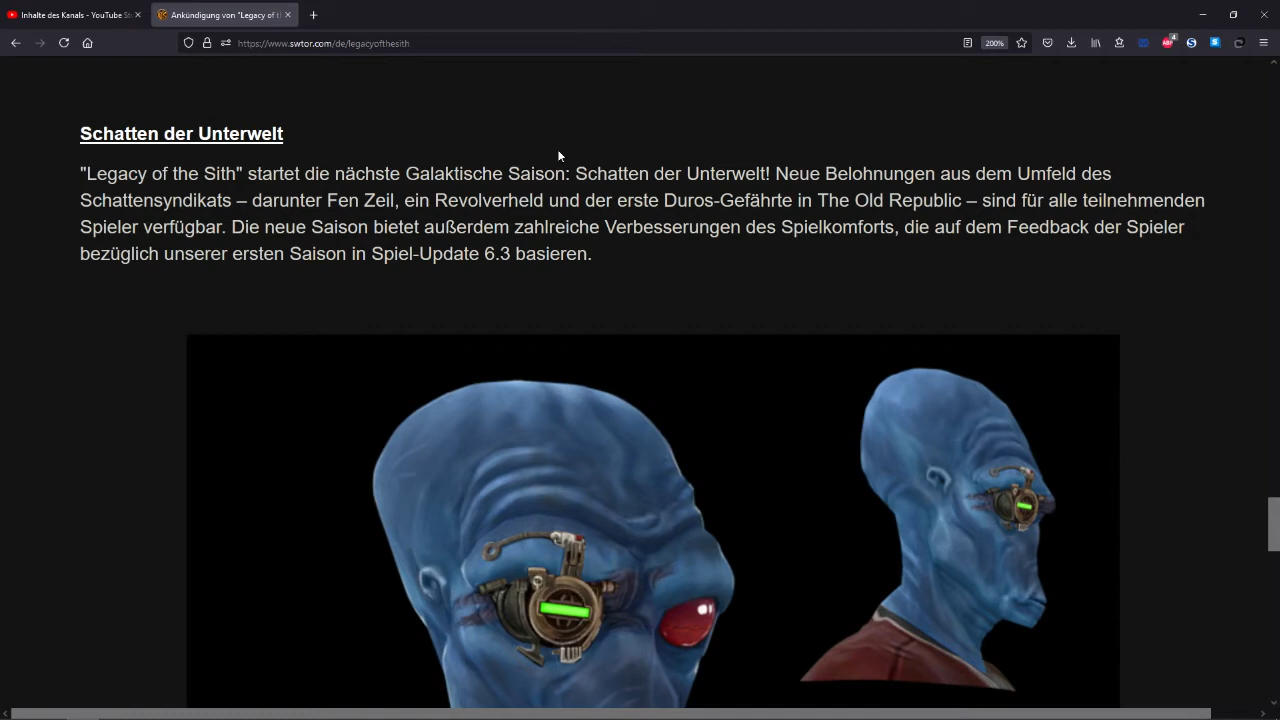 Inhalte des Kanals - YouTube St
Ankündigung von "Legacy of t
https://www.swtor.com/de/legacyofthesith
200%
4
Schatten der Unterwelt
"Legacy of the Sith" startet die nächste Galaktische Saison: Schatten der Unterwelt! Neue Belohnungen aus dem Umfeld des
Schattensyndikats – darunter Fen Zeil, ein Revolverheld und der erste Duros-Gefährte in The Old Republic – sind für alle teilnehmenden
Spieler verfügbar. Die neue Saison bietet außerdem zahlreiche Verbesserungen des Spielkomforts, die auf dem Feedback der Spieler
bezüglich unserer ersten Saison in Spiel-Update 6.3 basieren.